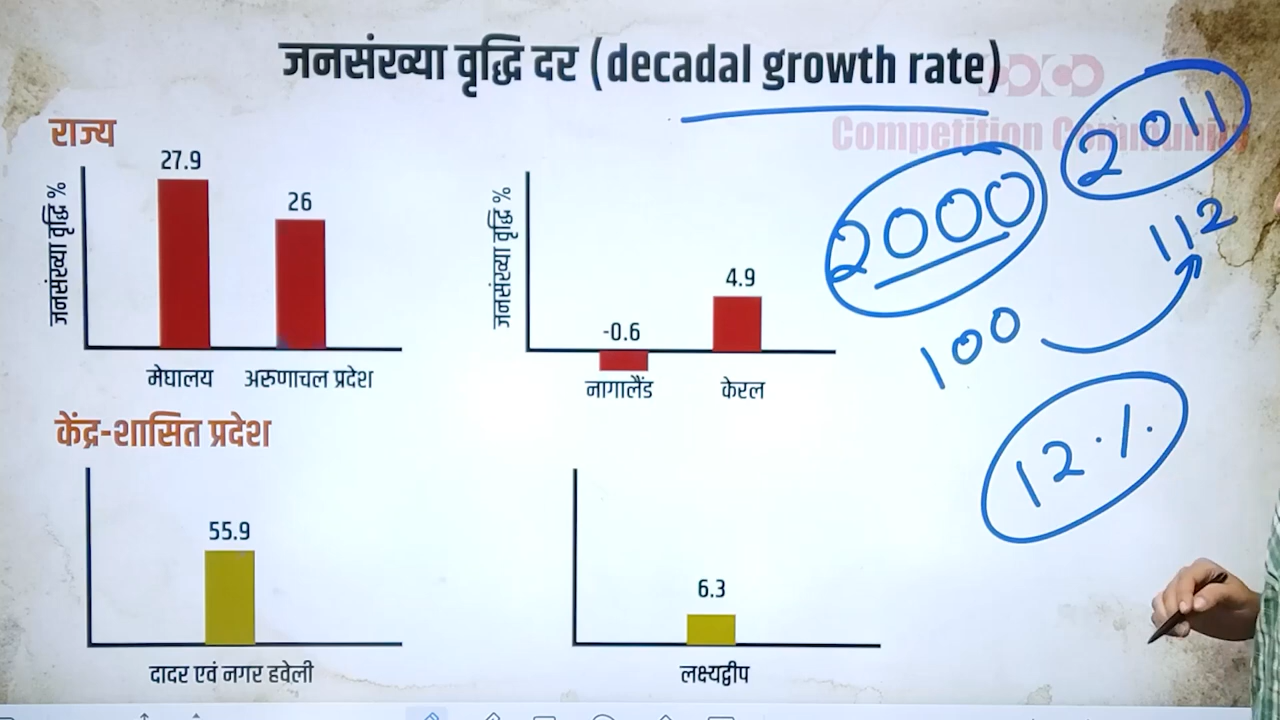 जनसंख्या वृद्धि दर (decadal growth rate)
Competition Community
2011
2000
112
100
12%
राज्य
जनसंख्या वृद्धि %
27.9
26
मेघालय
अरुणाचल प्रदेश
जनसंख्या वृद्धि %
-0.6
4.9
नागालैंड
केरल
केंद्र-शासित प्रदेश
55.9
दादर एवं नगर हवेली
6.3
लक्ष्यद्वीप